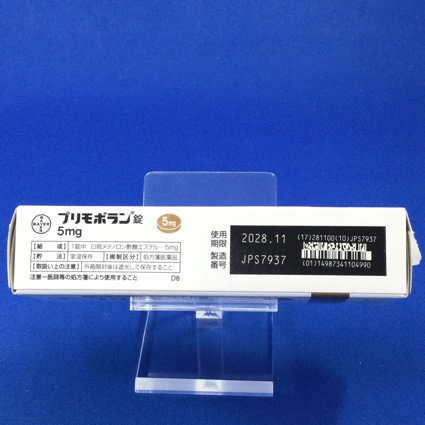 BAYER
プリモボラン®錠
5mg
5mg
【組 成】 1錠中 日局メテノロン酢酸エステル 5mg
【貯 法】 室温保存 【規制区分】 処方箋医薬品
【取扱い上の注意】 外箱開封後は遮光して保存すること
注意－医師等の処方箋により使用すること
D8
使用期限 2028.11
製造番号 JPS7937
(17)281100(10)JPS7937
(01)14987341104990